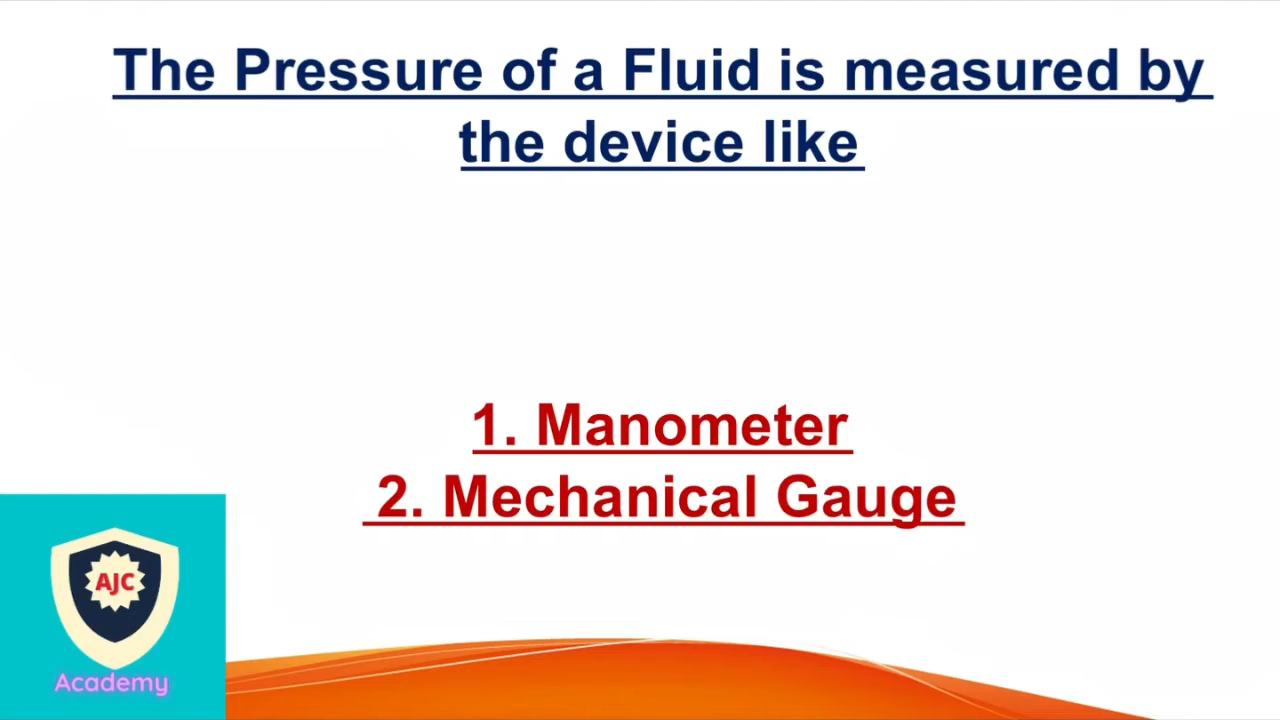 The Pressure of a Fluid is measured by
the device like
1. Manometer
2. Mechanical Gauge
AJC
Academy